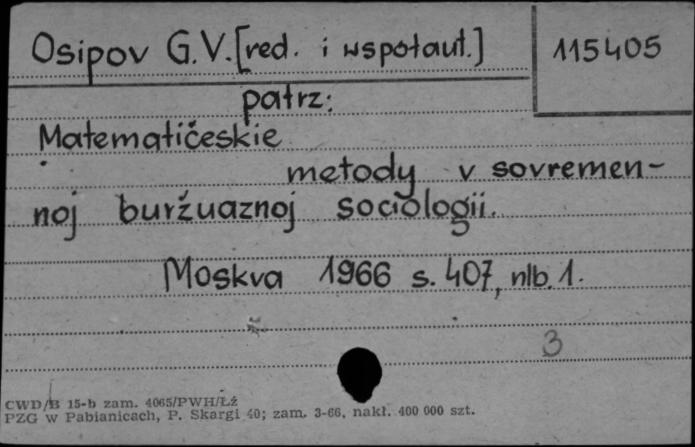 Osipov G.V. [red. i wspołaut.] 115405
patrz:
Matematičeskie
metody v sovremen-
noj buržuaznoj sociologii.
Moskva 1966 s. 407, nlb. 1.
3
CWD/B 15-b zam. 4065/PWH/Łź
PZG w Pabianicach, P. Skargi 40; zam. 3-66, nakł. 400 000 szt.